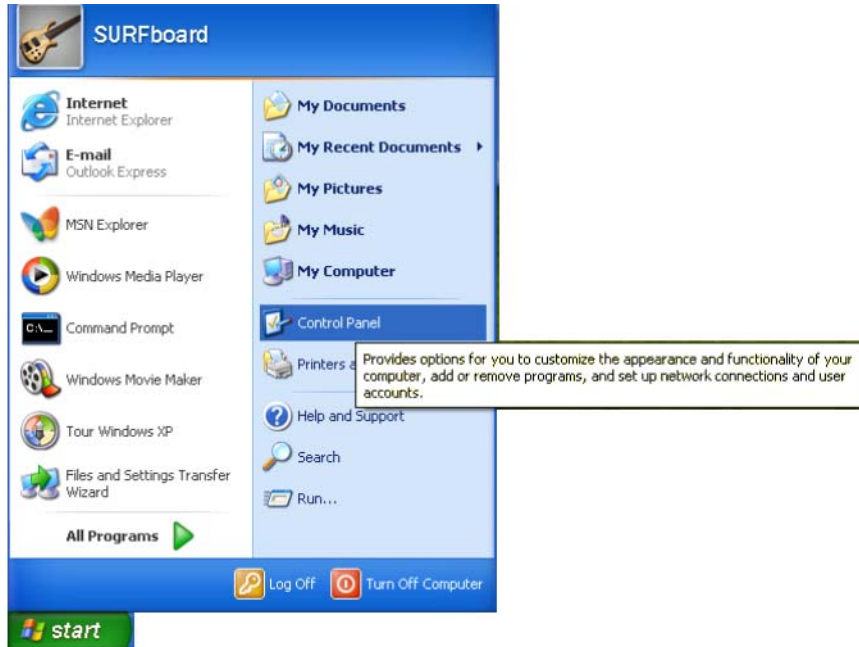 SURFboard
Internet
Internet Explorer
E-mail
Outlook Express
MSN Explorer
Windows Media Player
C:\_
Command Prompt
Windows Movie Maker
Tour Windows XP
Files and Settings Transfer
Wizard
All Programs
My Documents
My Recent Documents
My Pictures
My Music
My Computer
Control Panel
Printers a
Provides options for you to customize the appearance and functionality of your
computer, add or remove programs, and set up network connections and user
accounts.
Help and Support
Search
Run...
Log Off
Turn Off Computer
start